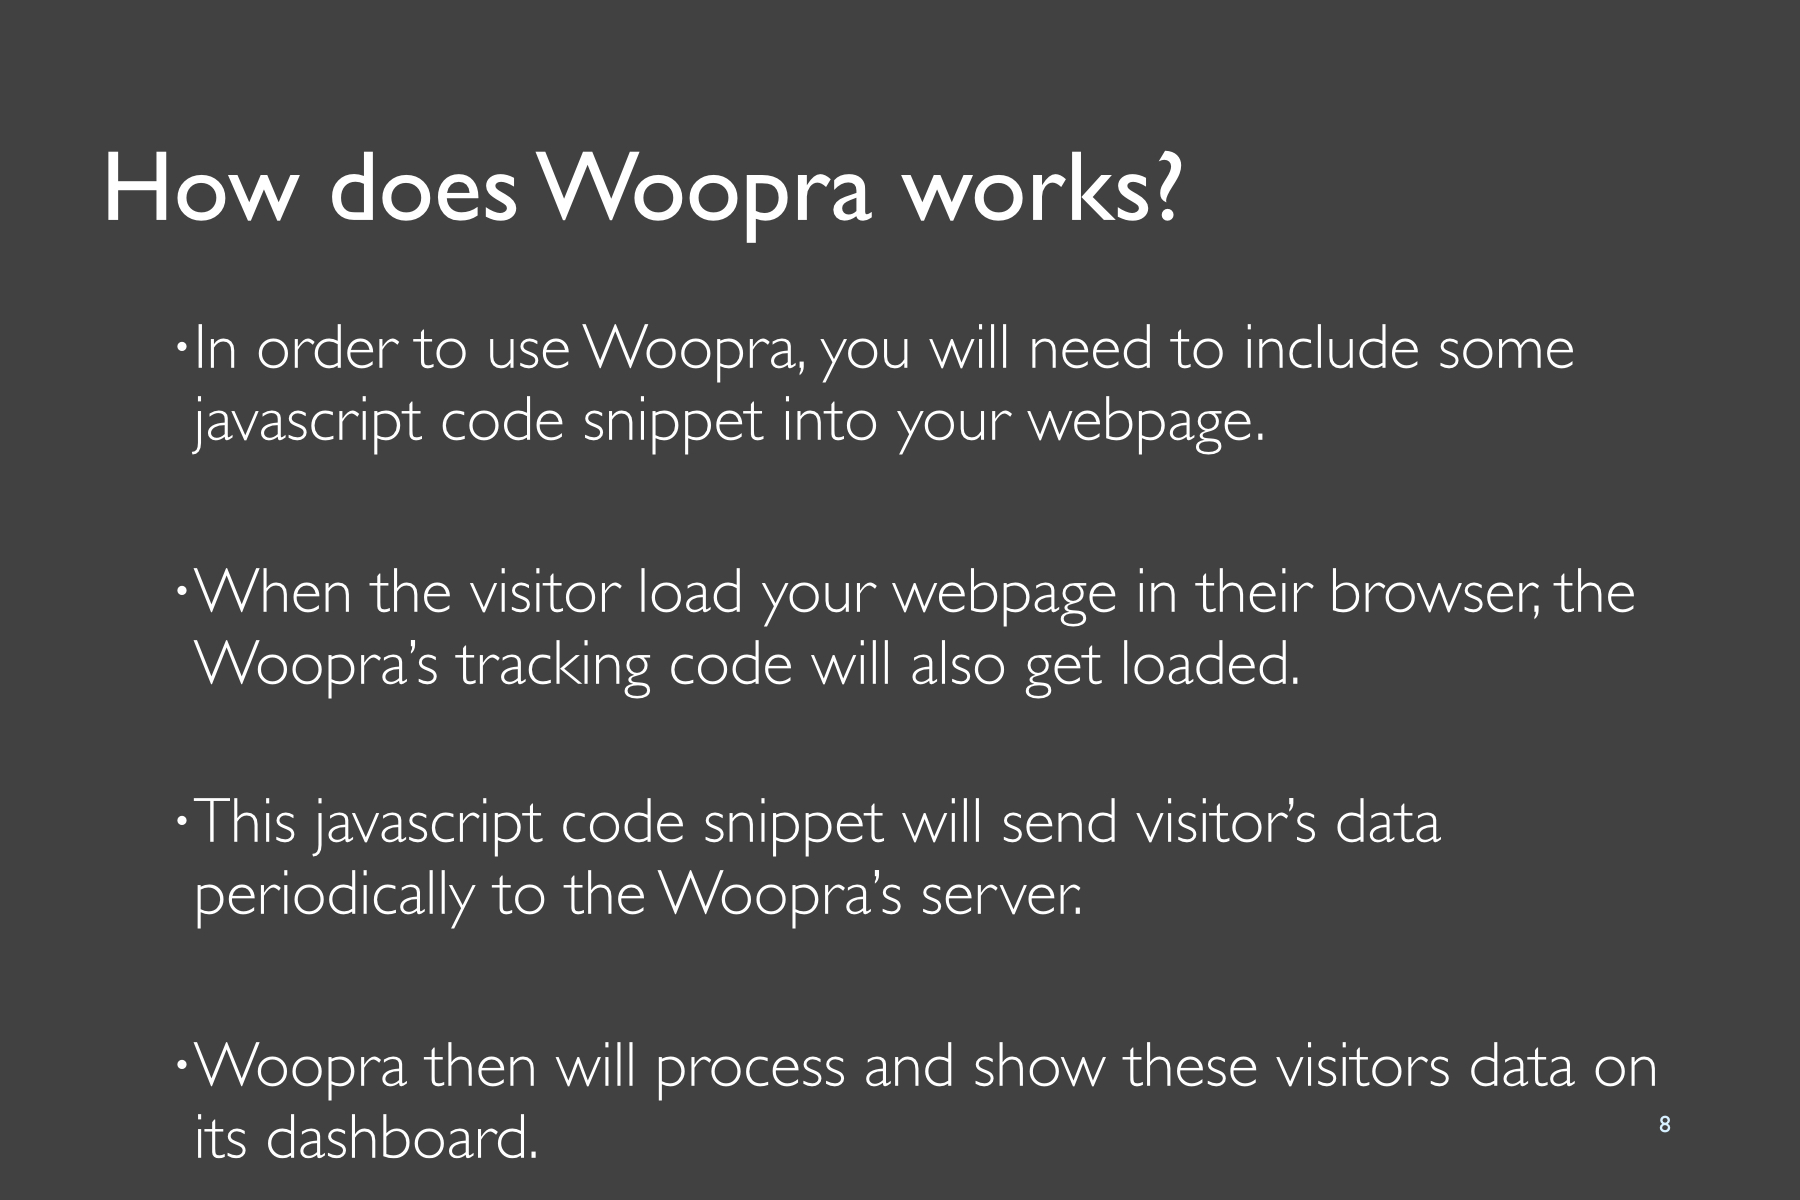 How does Woopra works?
•In order to use Woopra, you will need to include some
javascript code snippet into your webpage.
•When the visitor load your webpage in their browser, the
Woopra’s tracking code will also get loaded.
•This javascript code snippet will send visitor’s data
periodically to the Woopra’s server.
•Woopra then will process and show these visitors data on
its dashboard.
8